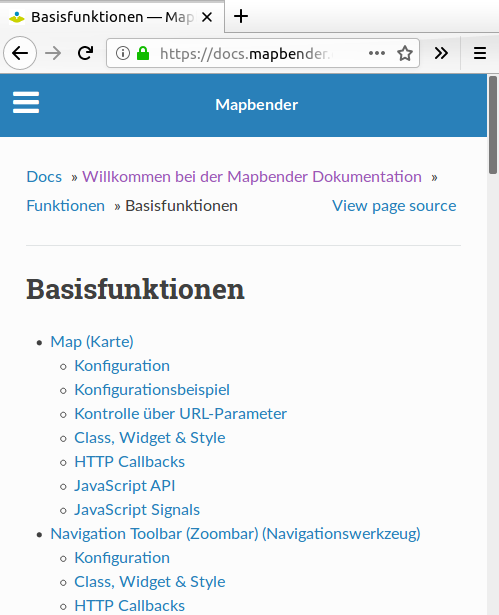 Basisfunktionen — Map
https://docs.mapbender.
Mapbender
Docs » Willkommen bei der Mapbender Dokumentation »
Funktionen » Basisfunktionen View page source
Basisfunktionen
• Map (Karte)
◦ Konfiguration
◦ Konfigurationsbeispiel
◦ Kontrolle über URL-Parameter
◦ Class, Widget & Style
◦ HTTP Callbacks
◦ JavaScript API
◦ JavaScript Signals
• Navigation Toolbar (Zoombar) (Navigationswerkzeug)
◦ Konfiguration
◦ Class, Widget & Style
◦ HTTP Callbacks